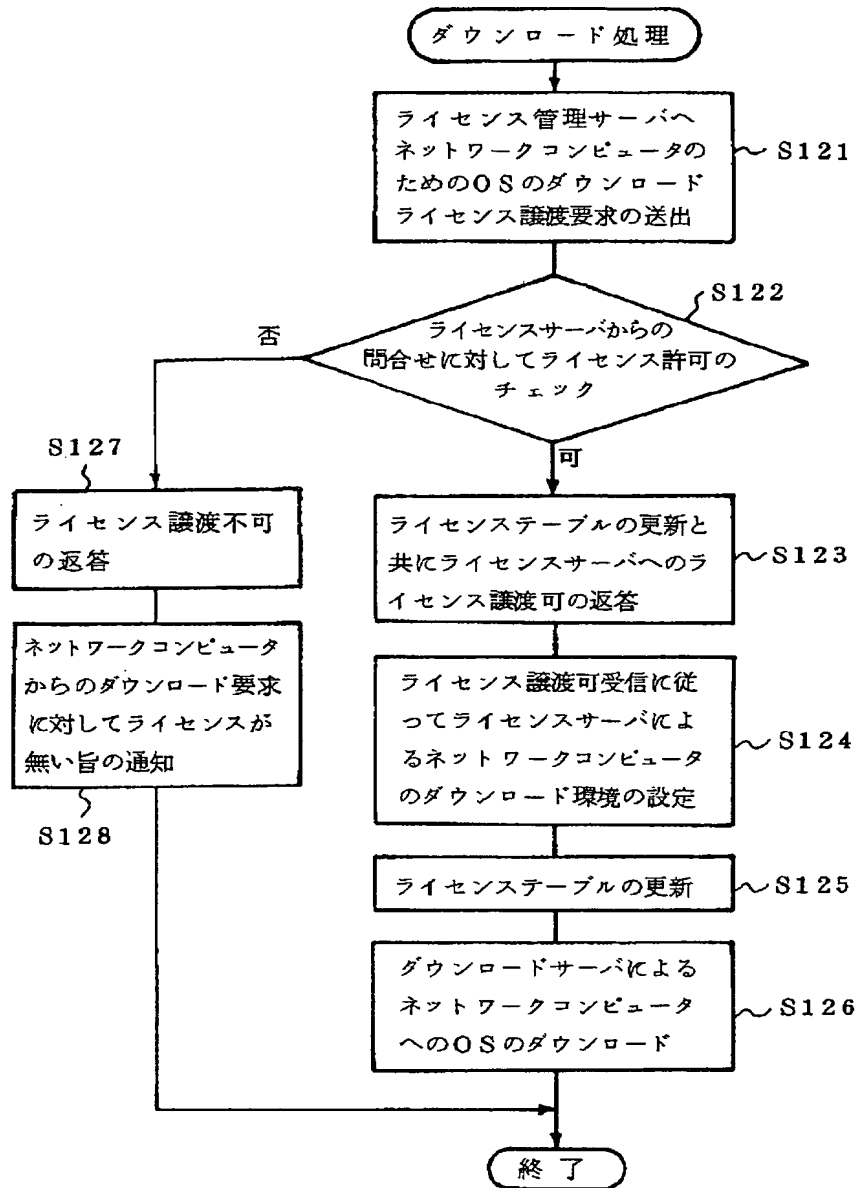 ダウンロード処理
ライセンス管理サーバへ
ネットワークコンピュータの
ためのOSのダウンロード
ライセンス譲渡要求の送出
S121
S122
ライセンスサーバからの
問合せに対してライセンス許可の
チェック
否
可
S127
ライセンス譲渡不可
の返答
ライセンステーブルの更新と
共にライセンスサーバへのラ
イセンス譲渡可の返答
S123
ネットワークコンピュータ
からのダウンロード要求
に対してライセンスが
無い旨の通知
S128
ライセンス譲渡可受信に従
ってライセンスサーバによ
るネットワークコンピュータ
のダウンロード環境の設定
S124
ライセンステーブルの更新
S125
ダウンロードサーバによる
ネットワークコンピュータ
へのOSのダウンロード
S126
終了